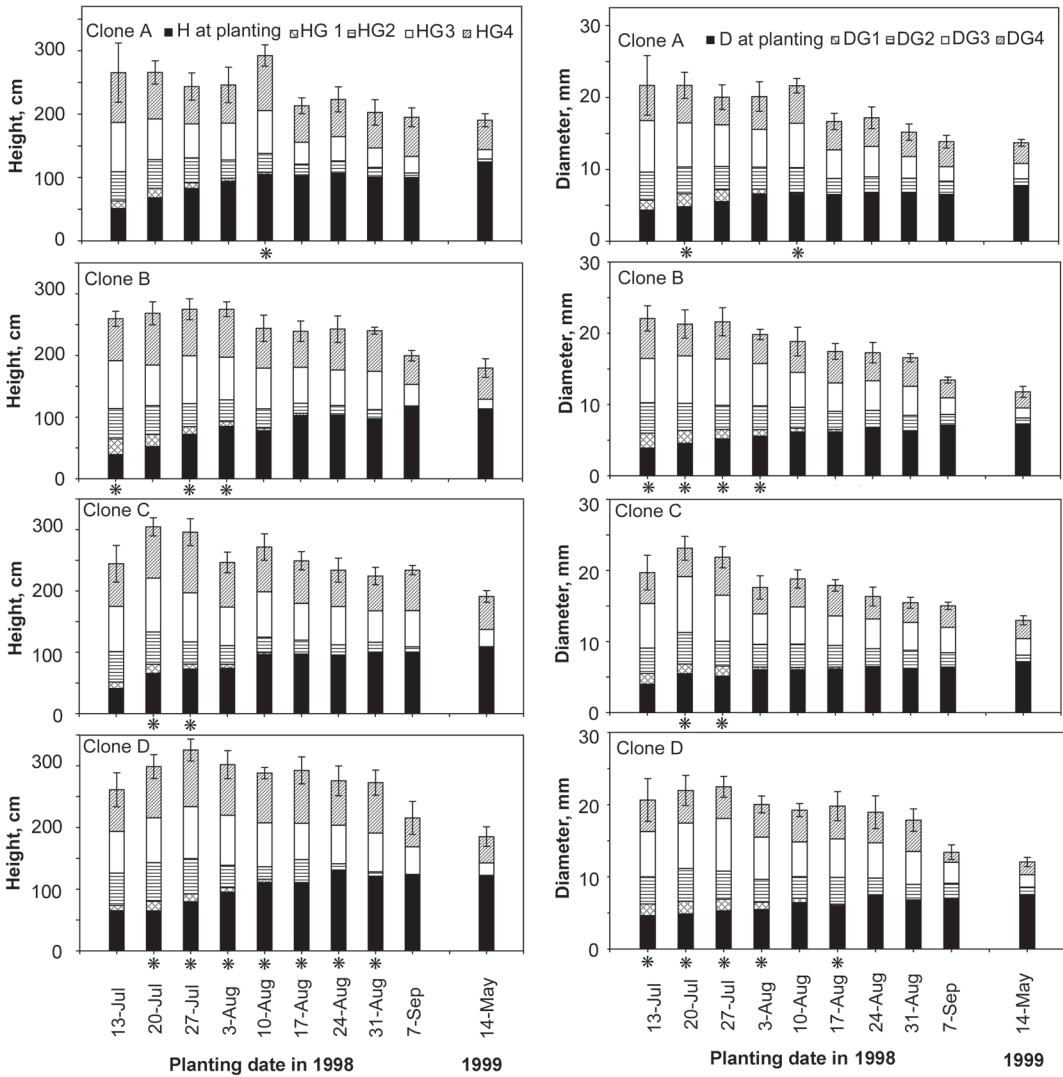 Clone A ■ H at planting HG 1 HG2 HG3 HG4
300
200
100
0
Height, cm
*
Clone A ■ D at planting DG1 DG2 DG3 DG4
30
20
10
0
Diameter, mm
* *
Clone B
300
200
100
0
Height, cm
* * *
Clone B
30
20
10
0
Diameter, mm
* * * *
Clone C
300
200
100
0
Height, cm
* *
Clone C
30
20
10
0
Diameter, mm
* *
Clone D
300
200
100
0
Height, cm
* * * * * * *
13-Jul
20-Jul
27-Jul
3-Aug
10-Aug
17-Aug
24-Aug
31-Aug
7-Sep
14-May
Planting date in 1998 1999
Clone D
30
20
10
0
Diameter, mm
* * * * *
13-Jul
20-Jul
27-Jul
3-Aug
10-Aug
17-Aug
24-Aug
31-Aug
7-Sep
14-May
Planting date in 1998 1999